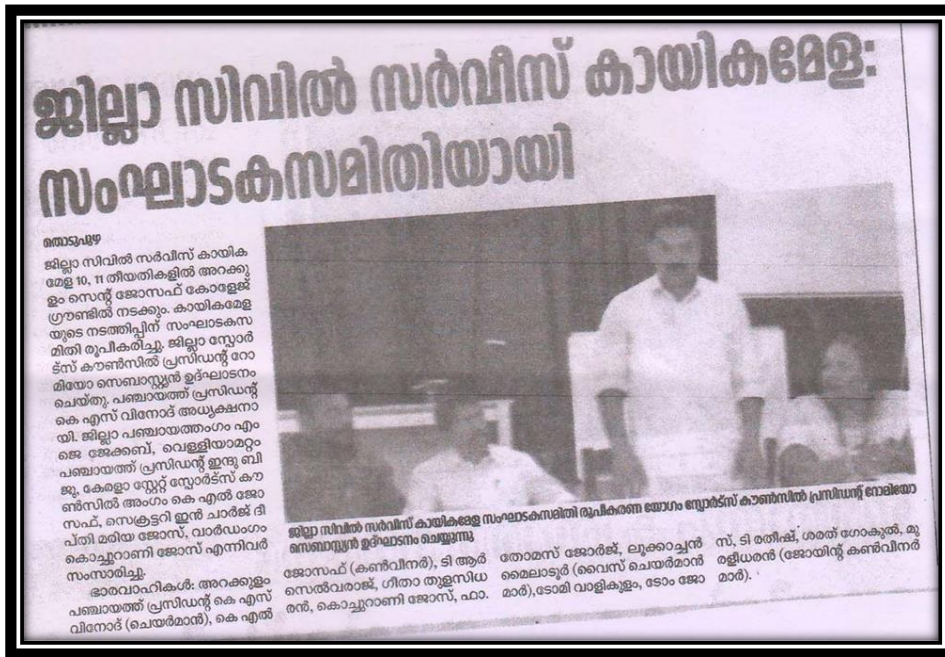 ജില്ലാ സിവിൽ സർവീസ് കായികമേള:
സംഘാടകസമിതിയായി
തൊടുപുഴ
ജില്ലാ സിവിൽ സർവീസ് കായിക
മേള 10, 11 തീയതികളിൽ അറക്കു
ളം സെന്റ് ജോസഫ് കോളേജ്
ഗ്രൗണ്ടിൽ നടക്കും. കായികമേള
യുടെ നടത്തിപ്പിന് സംഘാടകസ
മിതി രൂപീകരിച്ചു. ജില്ലാ സ്പോർ
ട്സ് കൗൺസിൽ പ്രസിഡന്റ് റോ
മിയോ സെബാസ്റ്റ്യൻ ഉദ്ഘാടനം
ചെയ്തു. പഞ്ചായത്ത് പ്രസിഡന്റ്
കെ എസ് വിനോദ് അധ്യക്ഷനാ
യി. ജില്ലാ പഞ്ചായത്തംഗം എം
ജെ ജേക്കബ്, വെള്ളിയാമറ്റം
പഞ്ചായത്ത് പ്രസിഡന്റ് ഇന്ദു ബി
ജു, കേരളാ സ്റ്റേറ്റ് സ്പോർട്സ് കൗ
ൺസിൽ അംഗം കെ എൽ ജോ
സഫ്, സെക്രട്ടറി ഇൻ ചാർജ് ദീ
പ്തി മരിയ ജോസ്, വാർഡംഗം
കൊച്ചുറാണി ജോസ് എന്നിവർ
സംസാരിച്ചു.
ഭാരവാഹികൾ: അറക്കുളം
പഞ്ചായത്ത് പ്രസിഡന്റ് കെ എസ്
വിനോദ് (ചെയർമാൻ), കെ എൽ
ജില്ലാ സിവിൽ സർവീസ് കായികമേള സംഘാടകസമിതി രൂപീകരണ യോഗം സ്പോർട്സ് കൗൺസിൽ പ്രസിഡന്റ് റോമിയോ
സെബാസ്റ്റ്യൻ ഉദ്ഘാടനം ചെയ്യുന്നു
ജോസഫ് (കൺവീനർ), ടി ആർ
സെൽവരാജ്, ഗീതാ തുളസിധ
രൻ, കൊച്ചുറാണി ജോസ്, ഫാ.
തോമസ് ജോർജ്, ലൂക്കാച്ചൻ
മൈലാടൂർ (വൈസ് ചെയർമാൻ
മാർ),ടോമി വാളികുളം, ടോം ജോ
സ്, ടി രതീഷ്, ശരത് ഗോകുൽ, മു
രളീധരൻ (ജോയിന്റ് കൺവീനർ
മാർ).